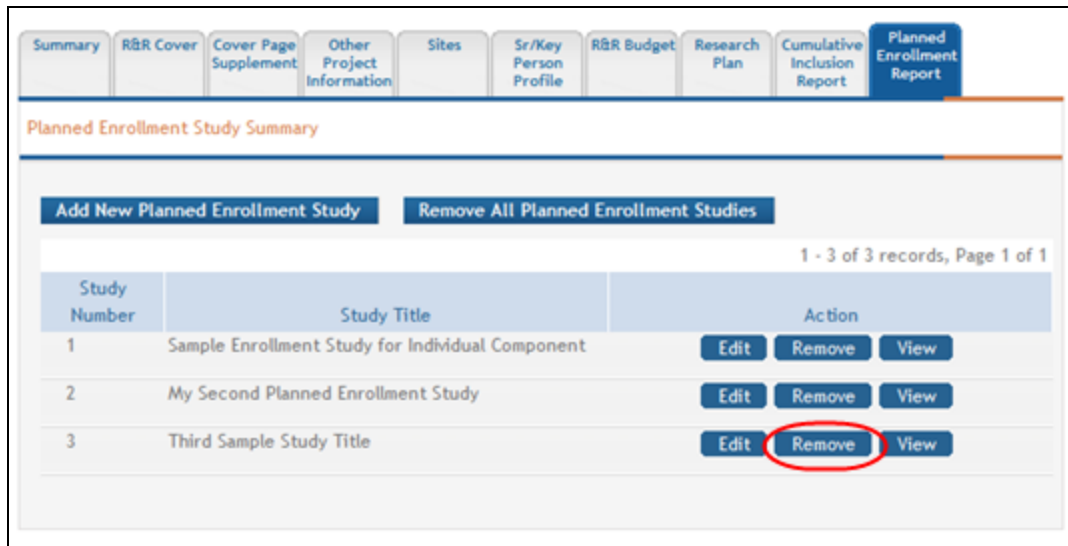 Summary
R&R Cover
Cover Page
Supplement
Other
Project
Information
Sites
Sr/Key
Person
Profile
R&R Budget
Research
Plan
Cumulative
Inclusion
Report
Planned
Enrollment
Report
Planned Enrollment Study Summary
Add New Planned Enrollment Study Remove All Planned Enrollment Studies
1 - 3 of 3 records, Page 1 of 1
Study
Number Study Title Action
1 Sample Enrollment Study for Individual Component Edit Remove View
2 My Second Planned Enrollment Study Edit Remove View
3 Third Sample Study Title Edit Remove View